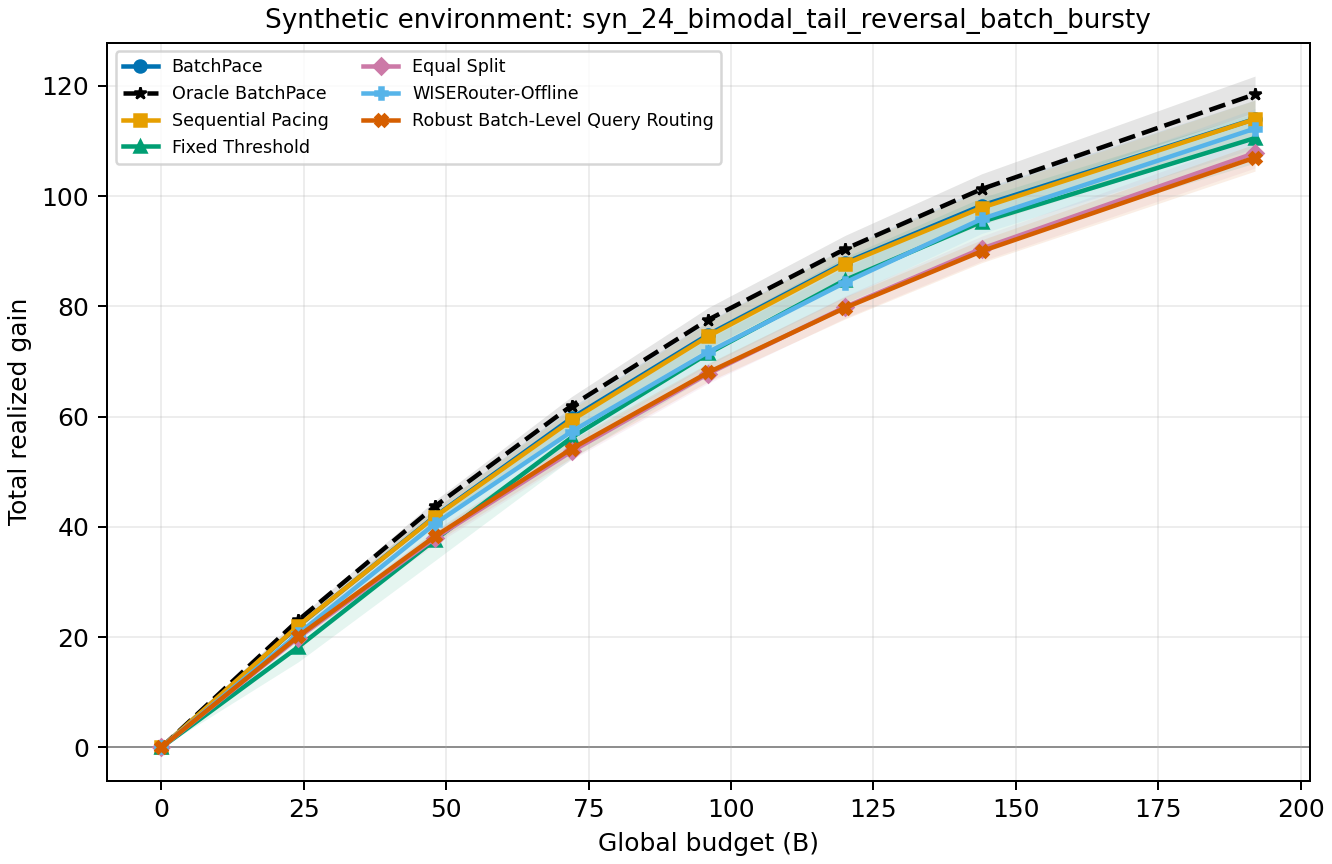 Synthetic environment: syn_24_bimodal_tail_reversal_batch_bursty
BatchPace
Oracle BatchPace
Sequential Pacing
Fixed Threshold
Equal Split
WISERouter-Offline
Robust Batch-Level Query Routing
Total realized gain
120
100
80
60
40
20
0
0 25 50 75 100 125 150 175 200
Global budget (B)